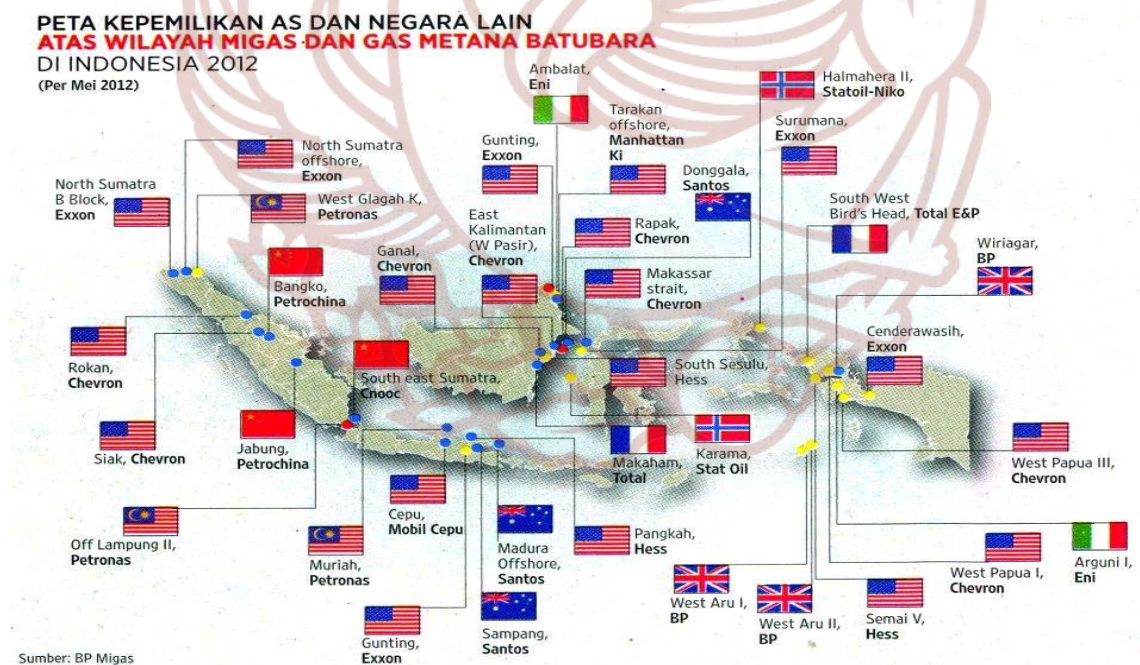 PETA KEPEMILIKAN AS DAN NEGARA LAIN
ATAS WILAYAH MIGAS DAN GAS METANA BATUBARA
DI INDONESIA 2012
(Per Mei 2012)
Ambalat,
Eni
Halmahera II,
Statoil-Niko
Tarakan
offshore,
Manhattan
Ki
Surumana,
Exxon
Gunting,
Exxon
North Sumatra
offshore,
Exxon
North Sumatra
B Block,
Exxon
West Glagah K,
Petronas
Donggala,
Santos
South West
Bird's Head, Total E&P
East
Kalimantan
(W Pasir),
Chevron
Rapak,
Chevron
Wiriagar,
BP
Ganal,
Chevron
Bangko,
Petrochina
Makassar
strait,
Chevron
Cenderawasih,
Exxon
Rokan,
Chevron
South east Sumatra,
Cnooc
South Sesulu,
Hess
Siak, Chevron
Jabung,
Petrochina
Makaham,
Total
Karama,
Stat Oil
West Papua III,
Chevron
Cepu,
Mobil Cepu
Off Lampung II,
Petronas
Muriah,
Petronas
Madura
Offshore,
Santos
Pangkah,
Hess
West Papua I,
Chevron
Arguni I,
Eni
West Aru I,
BP
West Aru II,
BP
Semai V,
Hess
Gunting,
Exxon
Sampang,
Santos
Sumber: BP Migas